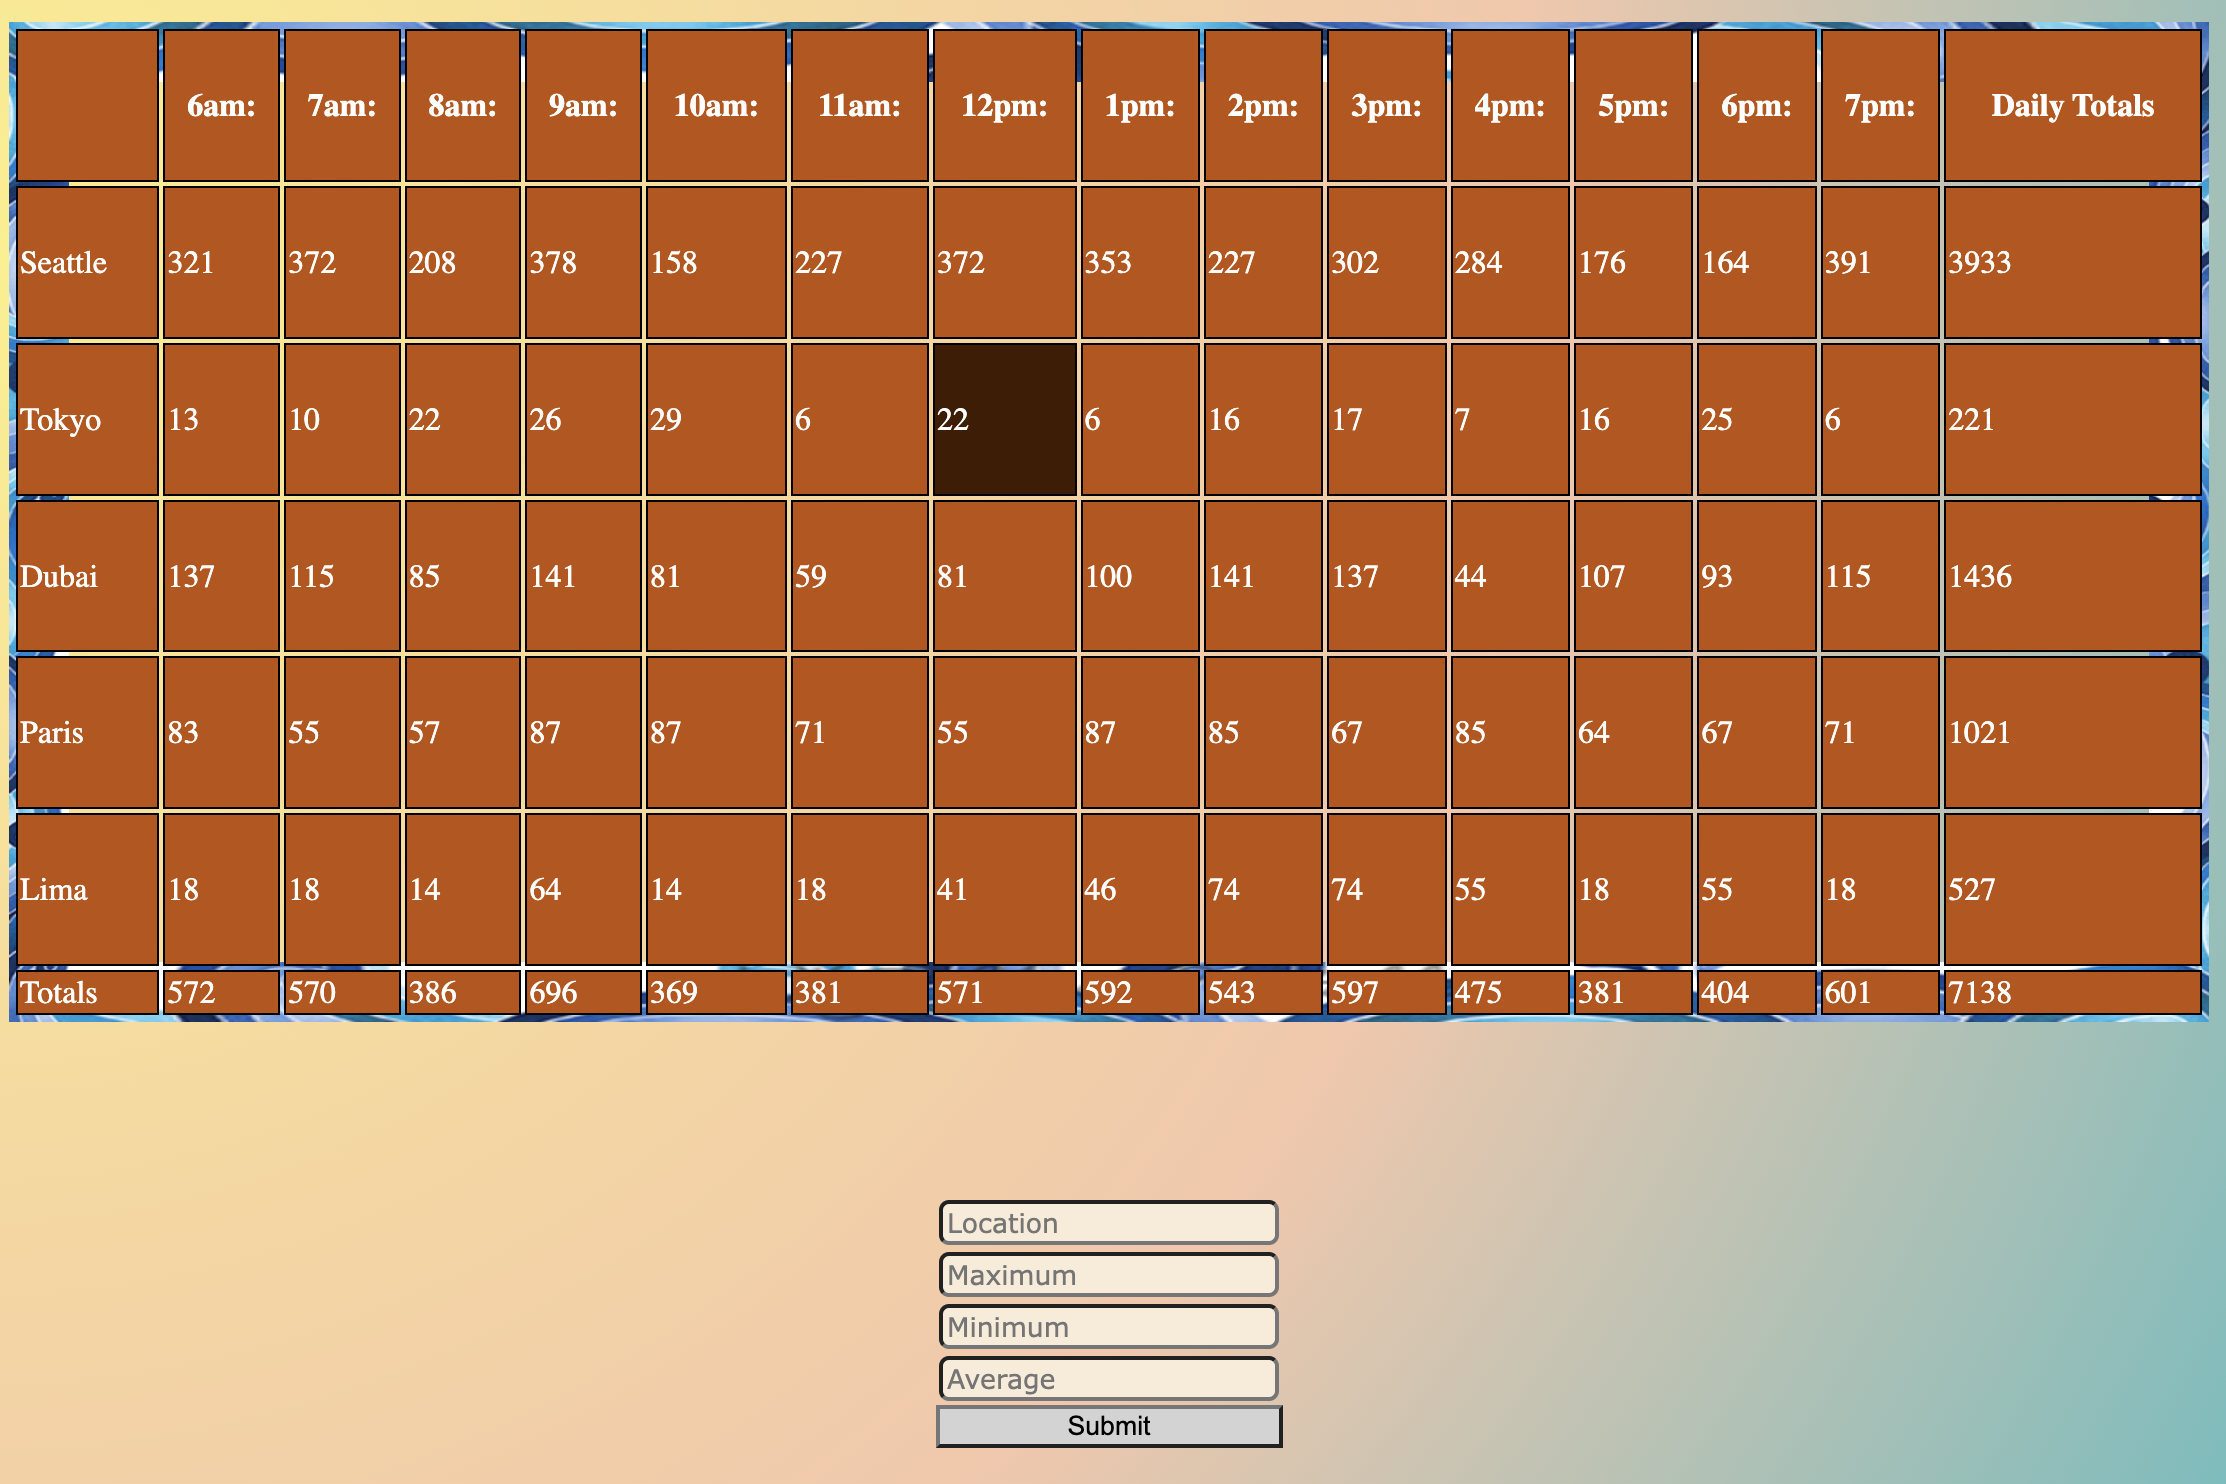 6am: 7am: 8am: 9am: 10am: 11am: 12pm: 1pm: 2pm: 3pm: 4pm: 5pm: 6pm: 7pm: Daily Totals
Seattle 321 372 208 378 158 227 372 353 227 302 284 176 164 391 3933
Tokyo 13 10 22 26 29 6 22 6 16 17 7 16 25 6 221
Dubai 137 115 85 141 81 59 81 100 141 137 44 107 93 115 1436
Paris 83 55 57 87 87 71 55 87 85 67 85 64 67 71 1021
Lima 18 18 14 64 14 18 41 46 74 74 55 18 55 18 527
Totals 572 570 386 696 369 381 571 592 543 597 475 381 404 601 7138
Location
Maximum
Minimum
Average
Submit